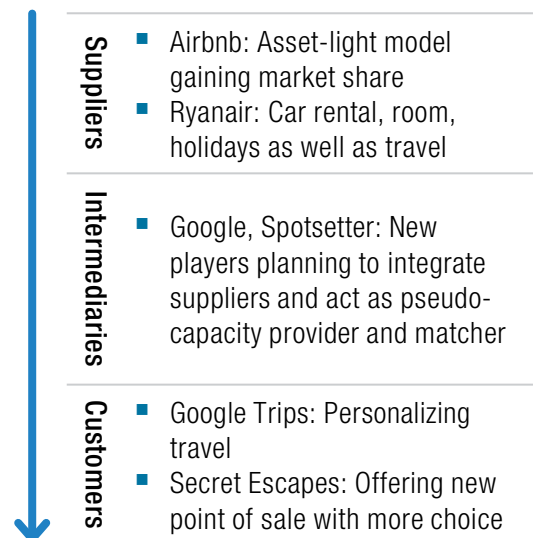 Suppliers
Airbnb: Asset-light model
gaining market share
Ryanair: Car rental, room,
holidays as well as travel
Intermediaries
Google, Spotsetter: New
players planning to integrate
suppliers and act as pseudo-
capacity provider and matcher
Customers
Google Trips: Personalizing
travel
Secret Escapes: Offering new
point of sale with more choice